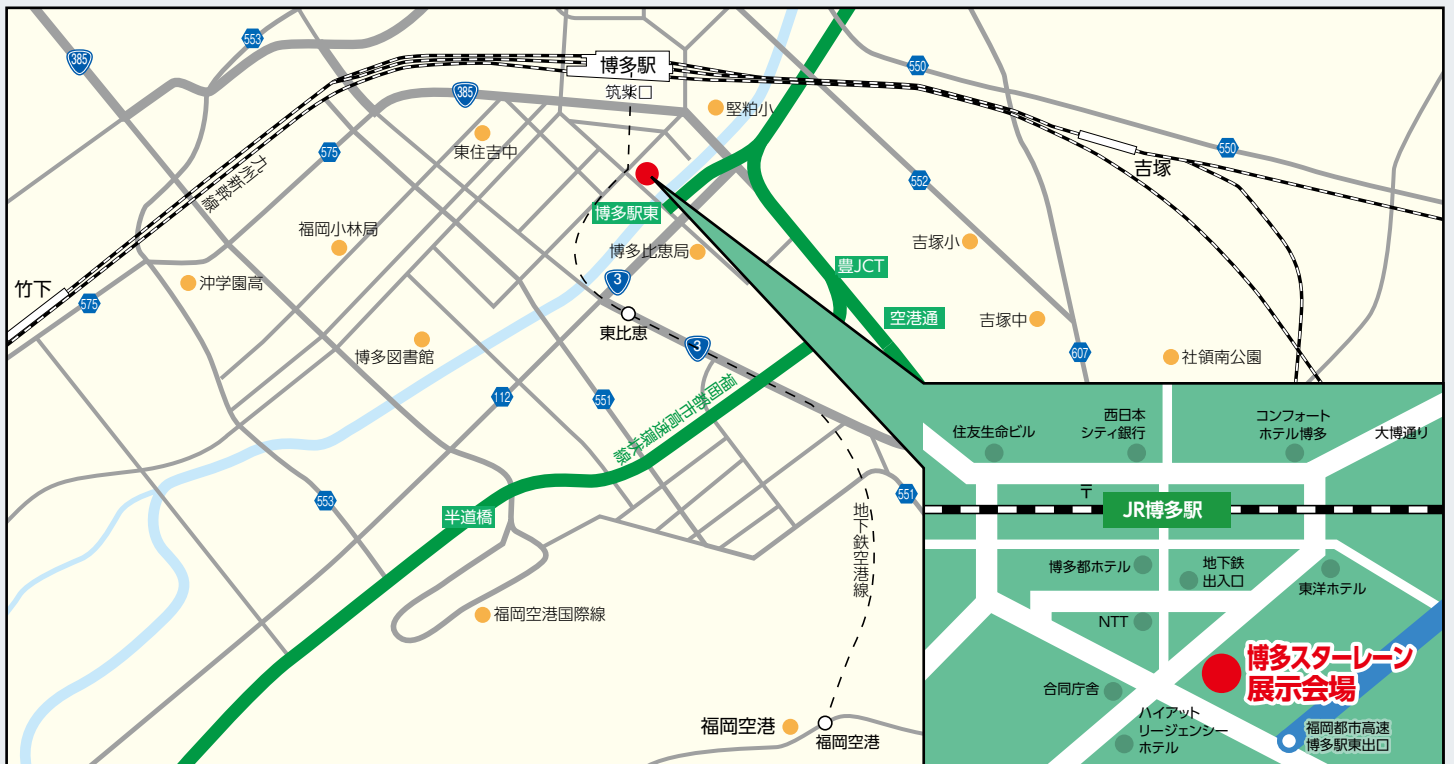 385
553
博多駅
筑紫口
550
385
堅粕小
575
東住吉中
550
吉塚
九州新幹線
552
博多駅東
福岡小林局
博多比恵局
吉塚小
沖学園高
豊JCT
竹下
3
575
空港通
吉塚中
東比恵
3
博多図書館
607
社領南公園
福岡都市高速環状線
112
551
553
551
半道橋
地下鉄空港線
福岡空港国際線
福岡空港
福岡空港
住友生命ビル
西日本
シティ銀行
コンフォート
ホテル博多
大博通り
〒
JR博多駅
博多都ホテル
地下鉄
出入口
東洋ホテル
NTT
博多スターレーン
展示会場
合同庁舎
ハイアット
リージェンシー
ホテル
福岡都市高速
博多駅東出口